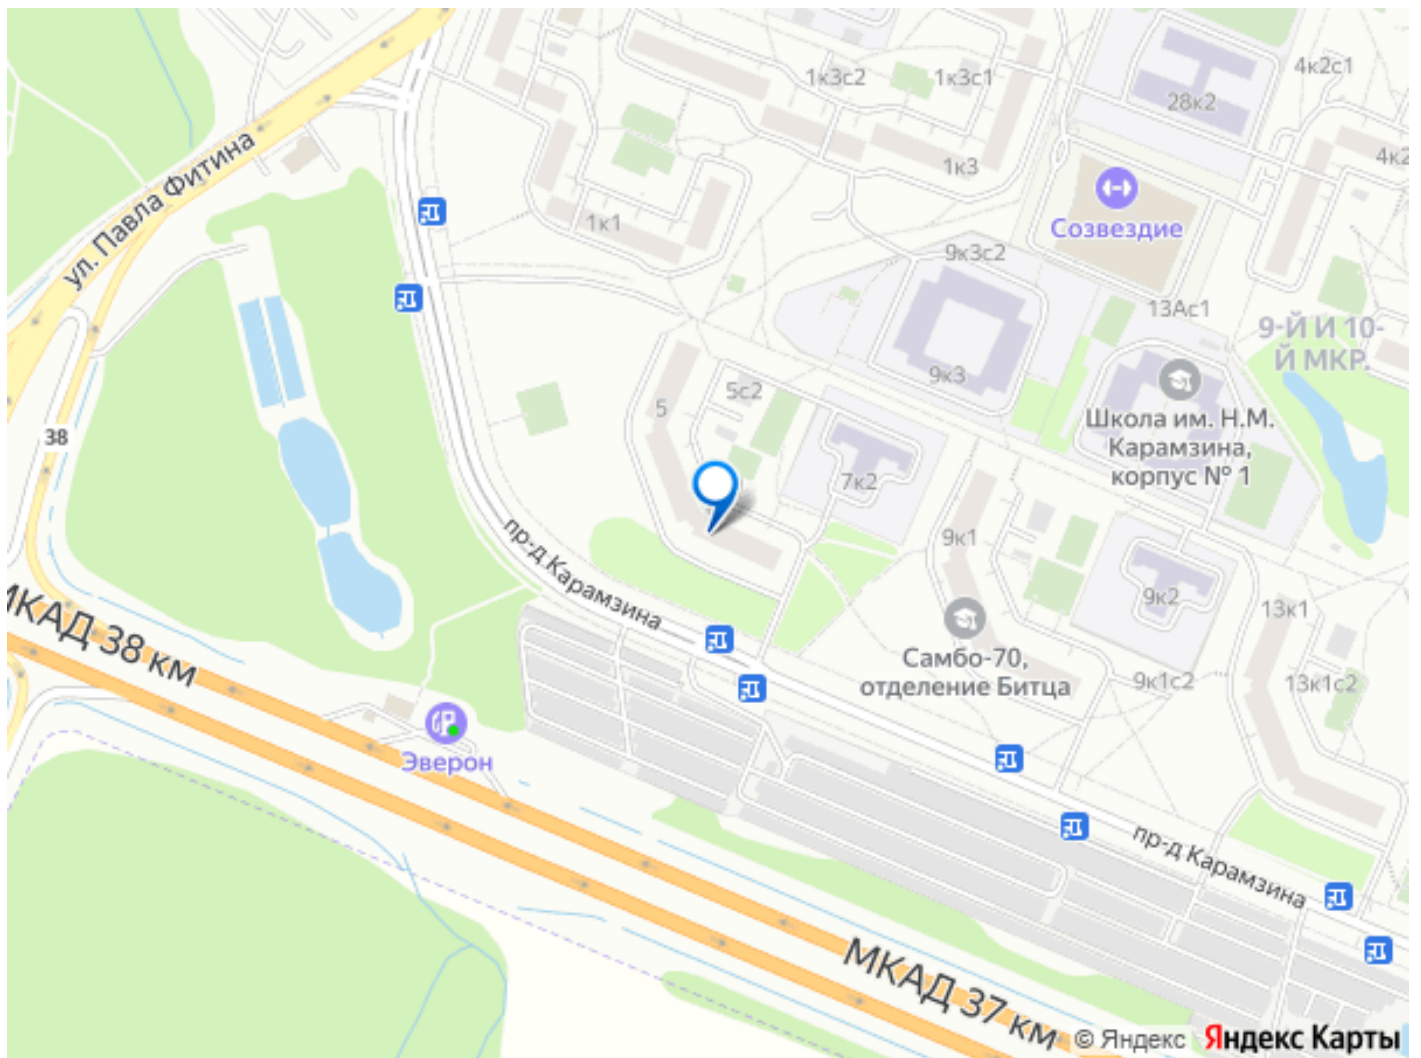 1к3с2
1к3с1
4к2с1
28к2
4к2
1к3
ул. Павла Фитина
1к1
Созвездие
9к3с2
13Ас1
9-Й И 10-
Й МКР.
9к3
5с2
5
38
Школа им. Н.М.
Карамзина,
корпус № 1
7к2
пр-д Карамзина
9к1
9к2
13к1
МКАД 38 км
Самбо-70,
отделение Битца
9к1с2
13к1с2
Эверон
пр-д Карамзина
МКАД 37 км
© Яндекс Яндекс Карты